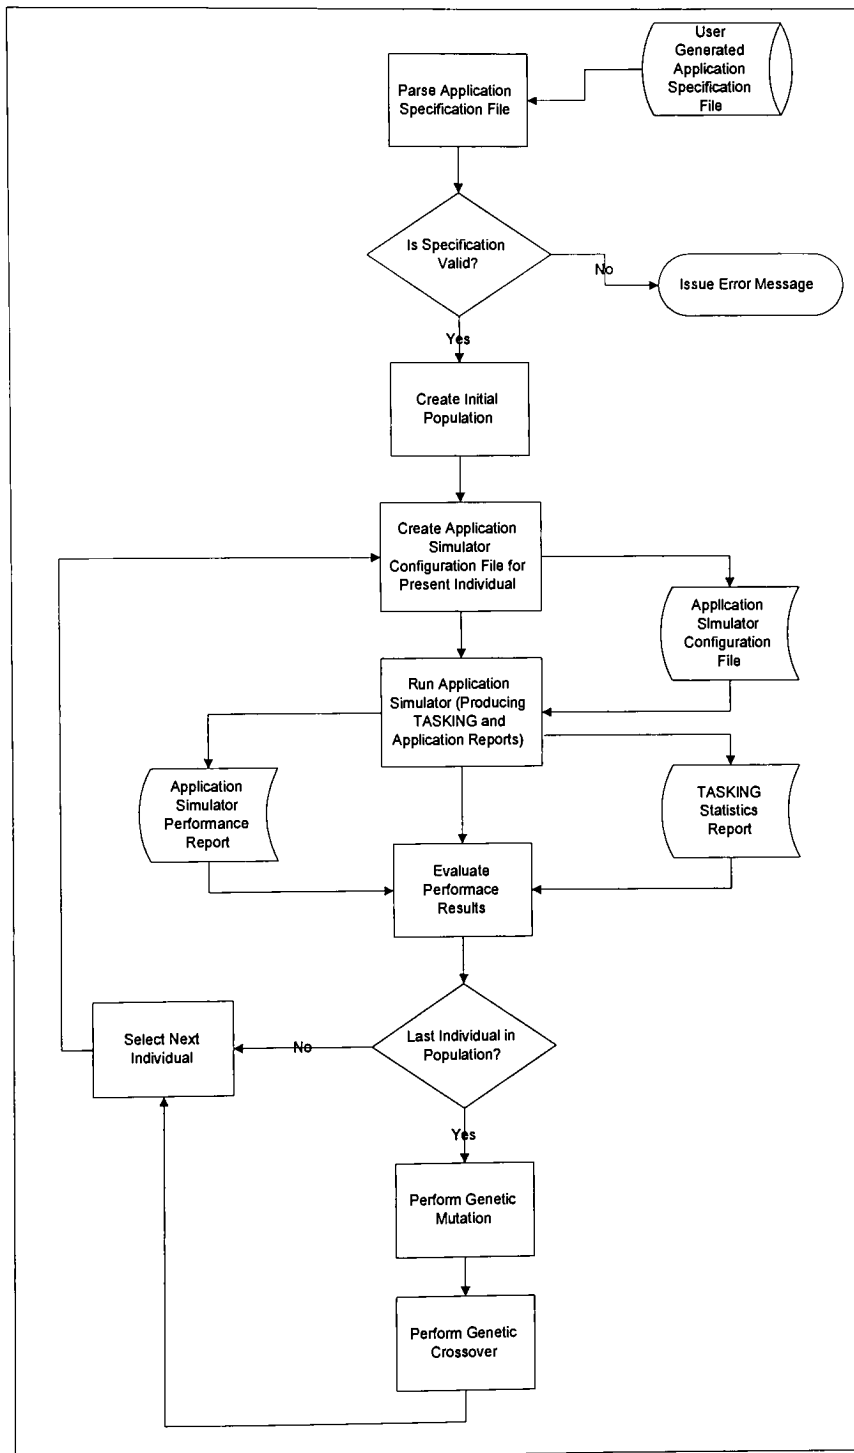 User
Generated
Application
Specification
File
Parse Application
Specification File
Is Specification
Valid?
No
Issue Error Message
Yes
Create Initial
Population
Create Application
Simulator
Configuration File for
Present Individual
Application
Simulator
Configuration
File
Run Application
Simulator (Producing
TASKING and
Application Reports)
Application
Simulator
Performance
Report
TASKING
Statistics
Report
Evaluate
Performace
Results
Select Next
Individual
No
Last Individual in
Population?
Yes
Perform Genetic
Mutation
Perform Genetic
Crossover